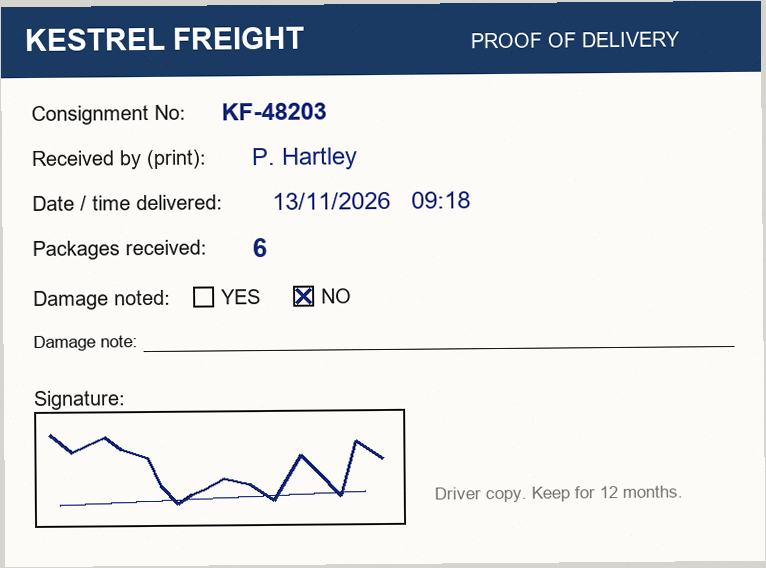 KESTREL FREIGHT PROOF OF DELIVERY
Consignment No: KF-48203
Received by (print): P. Hartley
Date / time delivered: 13/11/2026 09:18
Packages received: 6
Damage noted: YES NO
Damage note:
Signature:
Driver copy. Keep for 12 months.